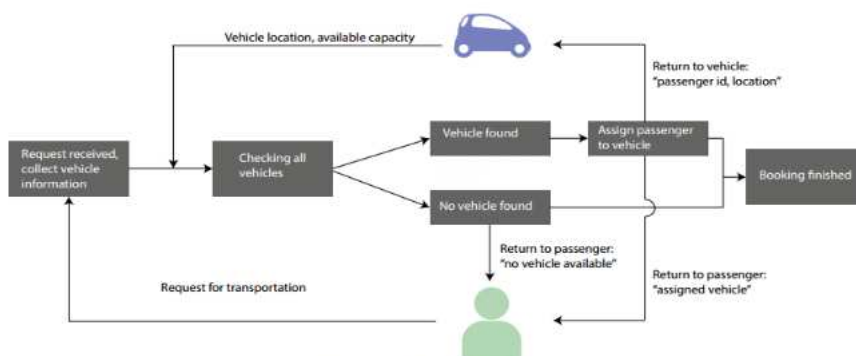 Vehicle location, available capacity
Return to vehicle:
"passenger id, location"
Request received,
collect vehicle
information
Checking all
vehicles
Vehicle found
Assign passenger
to vehicle
No vehicle found
Booking finished
Return to passenger:
"no vehicle available"
Request for transportation
Return to passenger:
"assigned vehicle"